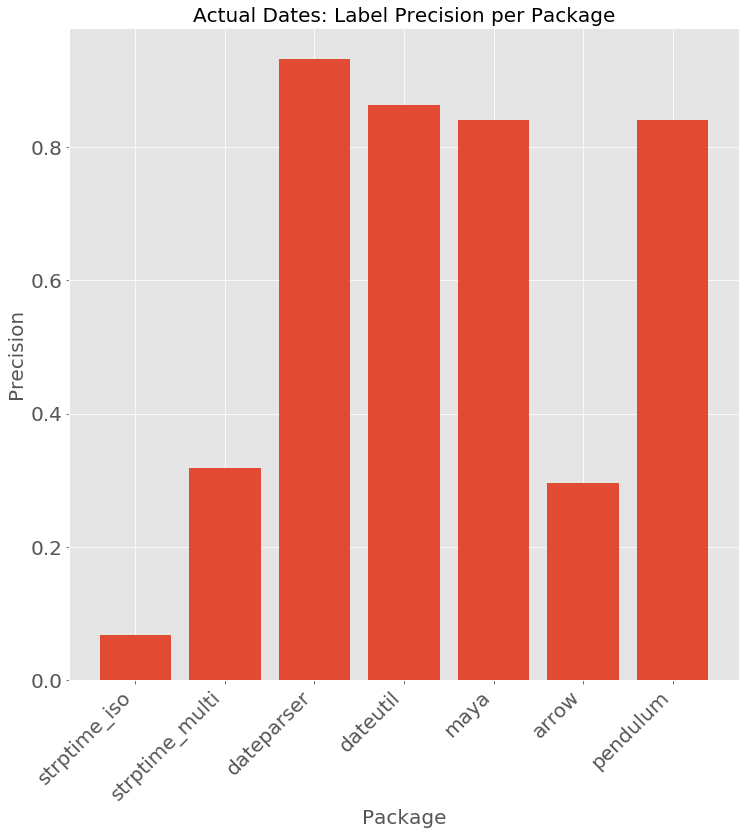 Actual Dates: Label Precision per Package
Precision
0.8
0.6
0.4
0.2
0.0
strptime_iso
strptime_multi
dateparser
dateutil
maya
arrow
pendulum
Package